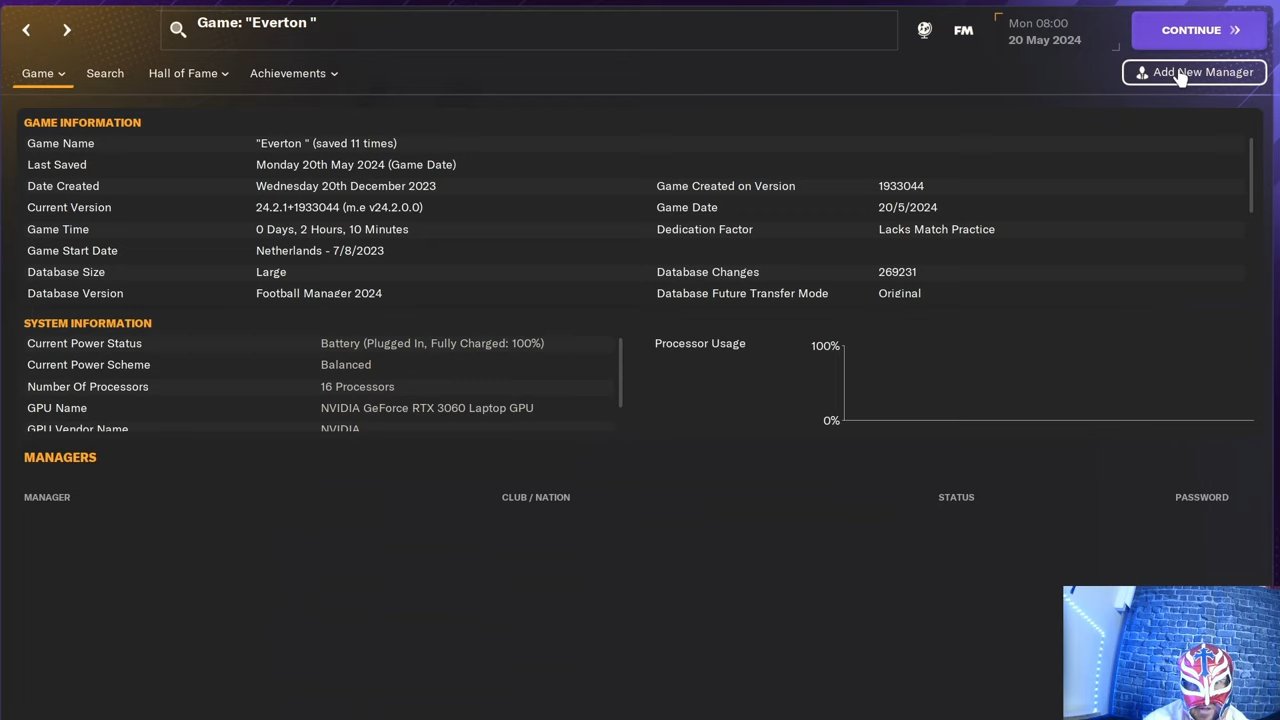 Game: "Everton "
FM
Mon 08:00
20 May 2024
CONTINUE
Game
Search
Hall of Fame
Achievements
Add New Manager
GAME INFORMATION
Game Name "Everton " (saved 11 times)
Last Saved Monday 20th May 2024 (Game Date)
Date Created Wednesday 20th December 2023 Game Created on Version 1933044
Current Version 24.2.1+1933044 (m.e v24.2.0.0) Game Date 20/5/2024
Game Time 0 Days, 2 Hours, 10 Minutes Dedication Factor Lacks Match Practice
Game Start Date Netherlands - 7/8/2023
Database Size Large Database Changes 269231
Database Version Football Manager 2024 Database Future Transfer Mode Original
SYSTEM INFORMATION
Current Power Status Battery (Plugged In, Fully Charged: 100%) Processor Usage 100%
Current Power Scheme Balanced
Number Of Processors 16 Processors
GPU Name NVIDIA GeForce RTX 3060 Laptop GPU
0%
GPU Vendor Name NVIDIA
MANAGERS
MANAGER CLUB / NATION STATUS PASSWORD